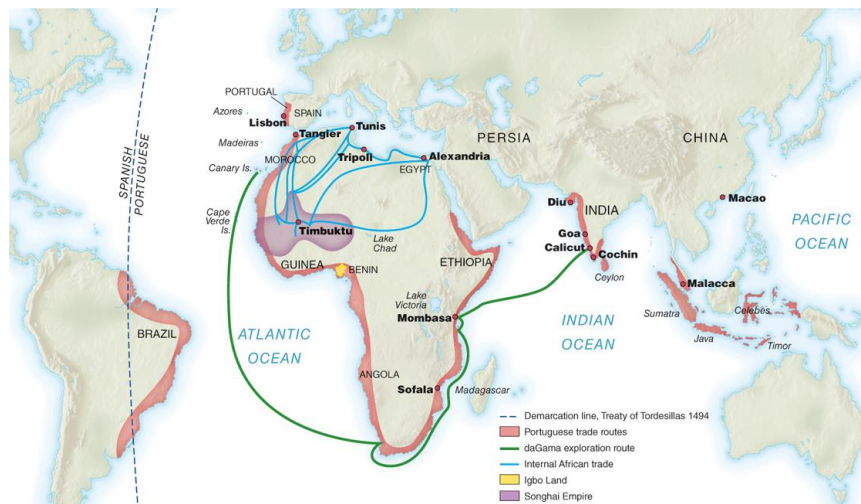 PORTUGAL
Azores
SPAIN
Lisbon
Tunis
Tangier
PERSIA
CHINA
Madeiras
MOROCCO
Tripoli
Alexandria
EGYPT
Canary Is.
SPANISH
PORTUGUESE
Diu
INDIA
Macao
Cape
Verde
Is.
Timbuktu
PACIFIC
OCEAN
Lake
Chad
Goa
Calicut
Cochin
GUINEA
BENIN
ETHIOPIA
Ceylon
Malacca
Lake
Victoria
Mombasa
Sumatra
Celebes
BRAZIL
ATLANTIC
OCEAN
INDIAN
OCEAN
Java
Timor
ANGOLA
Sofala
Madagascar
Demarcation line, Treaty of Tordesillas 1494
Portuguese trade routes
daGama exploration route
Internal African trade
Igbo Land
Songhai Empire